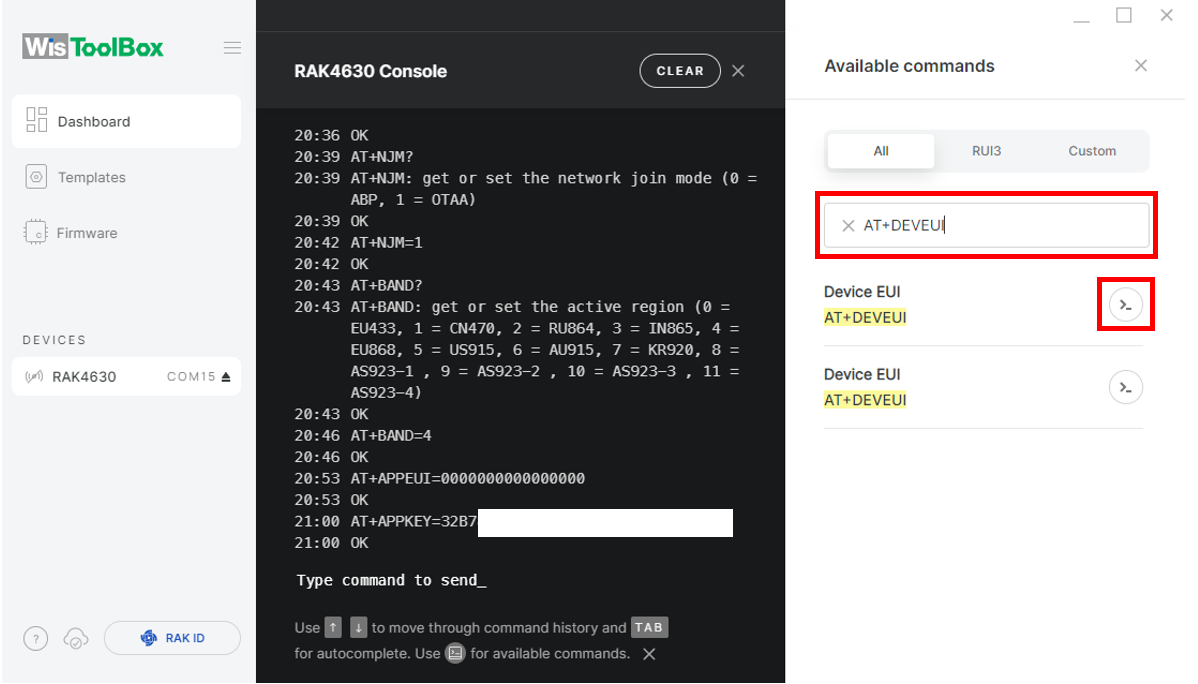 WisToolBox
Dashboard
Templates
Firmware
DEVICES
RAK4630 COM15
?
RAK ID
RAK4630 Console
CLEAR
20:36 OK
20:39 AT+NJM?
20:39 AT+NJM: get or set the network join mode (0 =
ABP, 1 = OTAA)
20:39 OK
20:42 AT+NJM=1
20:42 OK
20:43 AT+BAND?
20:43 AT+BAND: get or set the active region (0 =
EU433, 1 = CN470, 2 = RU864, 3 = IN865, 4 =
EU868, 5 = US915, 6 = AU915, 7 = KR920, 8 =
AS923-1 , 9 = AS923-2 , 10 = AS923-3 , 11 =
AS923-4)
20:43 OK
20:46 AT+BAND=4
20:46 OK
20:53 AT+APPEUI=0000000000000000
20:53 OK
21:00 AT+APPKEY=32B7
21:00 OK
Type command to send_
Use ↑ ↓ to move through command history and TAB
for autocomplete. Use for available commands.
Available commands
All RUI3 Custom
AT+DEVEUI
Device EUI
AT+DEVEUI
Device EUI
AT+DEVEUI